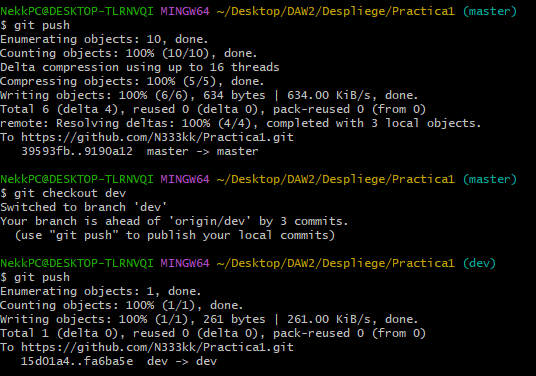 NekkPC@DESKTOP-TLRNVQI MINGW64 ~/Desktop/DAW2/Despliege/Practica1 (master)
$ git push
Enumerating objects: 10, done.
Counting objects: 100% (10/10), done.
Delta compression using up to 16 threads
Compressing objects: 100% (5/5), done.
Writing objects: 100% (6/6), 634 bytes | 634.00 KiB/s, done.
Total 6 (delta 4), reused 0 (delta 0), pack-reused 0 (from 0)
remote: Resolving deltas: 100% (4/4), completed with 3 local objects.
To https://github.com/N333kk/Practica1.git
   39593fb..9190a12  master -> master
NekkPC@DESKTOP-TLRNVQI MINGW64 ~/Desktop/DAW2/Despliege/Practica1 (master)
$ git checkout dev
Switched to branch 'dev'
Your branch is ahead of 'origin/dev' by 3 commits.
  (use "git push" to publish your local commits)
NekkPC@DESKTOP-TLRNVQI MINGW64 ~/Desktop/DAW2/Despliege/Practica1 (dev)
$ git push
Enumerating objects: 1, done.
Counting objects: 100% (1/1), done.
Writing objects: 100% (1/1), 261 bytes | 261.00 KiB/s, done.
Total 1 (delta 0), reused 0 (delta 0), pack-reused 0 (from 0)
To https://github.com/N333kk/Practica1.git
   15d01a4..fa6ba5e  dev -> dev